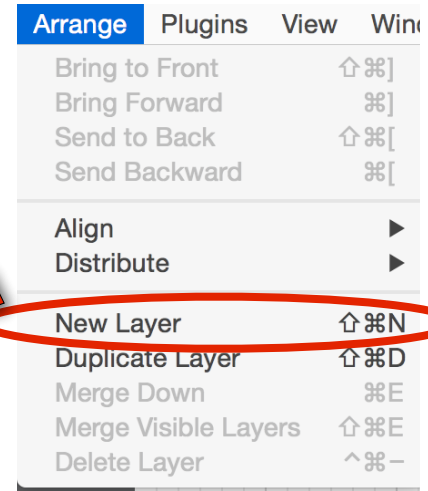 Arrange Plugins View
Bring to Front ⇧⌘]
Bring Forward ⌘]
Send to Back ⇧⌘[
Send Backward ⌘[
Align ▶
Distribute ▶
New Layer ⇧⌘N
Duplicate Layer ⇧⌘D
Merge Down ⌘E
Merge Visible Layers ⇧⌘E
Delete Layer ^⌘–